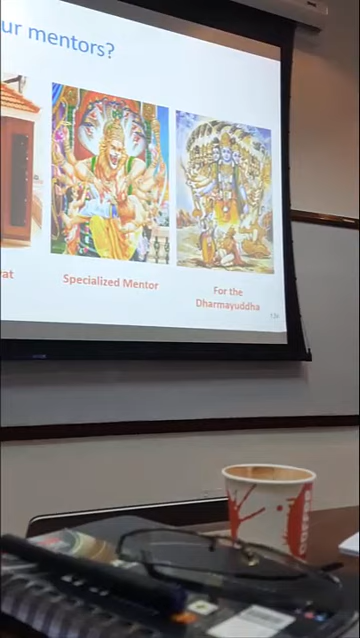 ur mentors?
at
Specialized Mentor
For the
Dharmayuddha